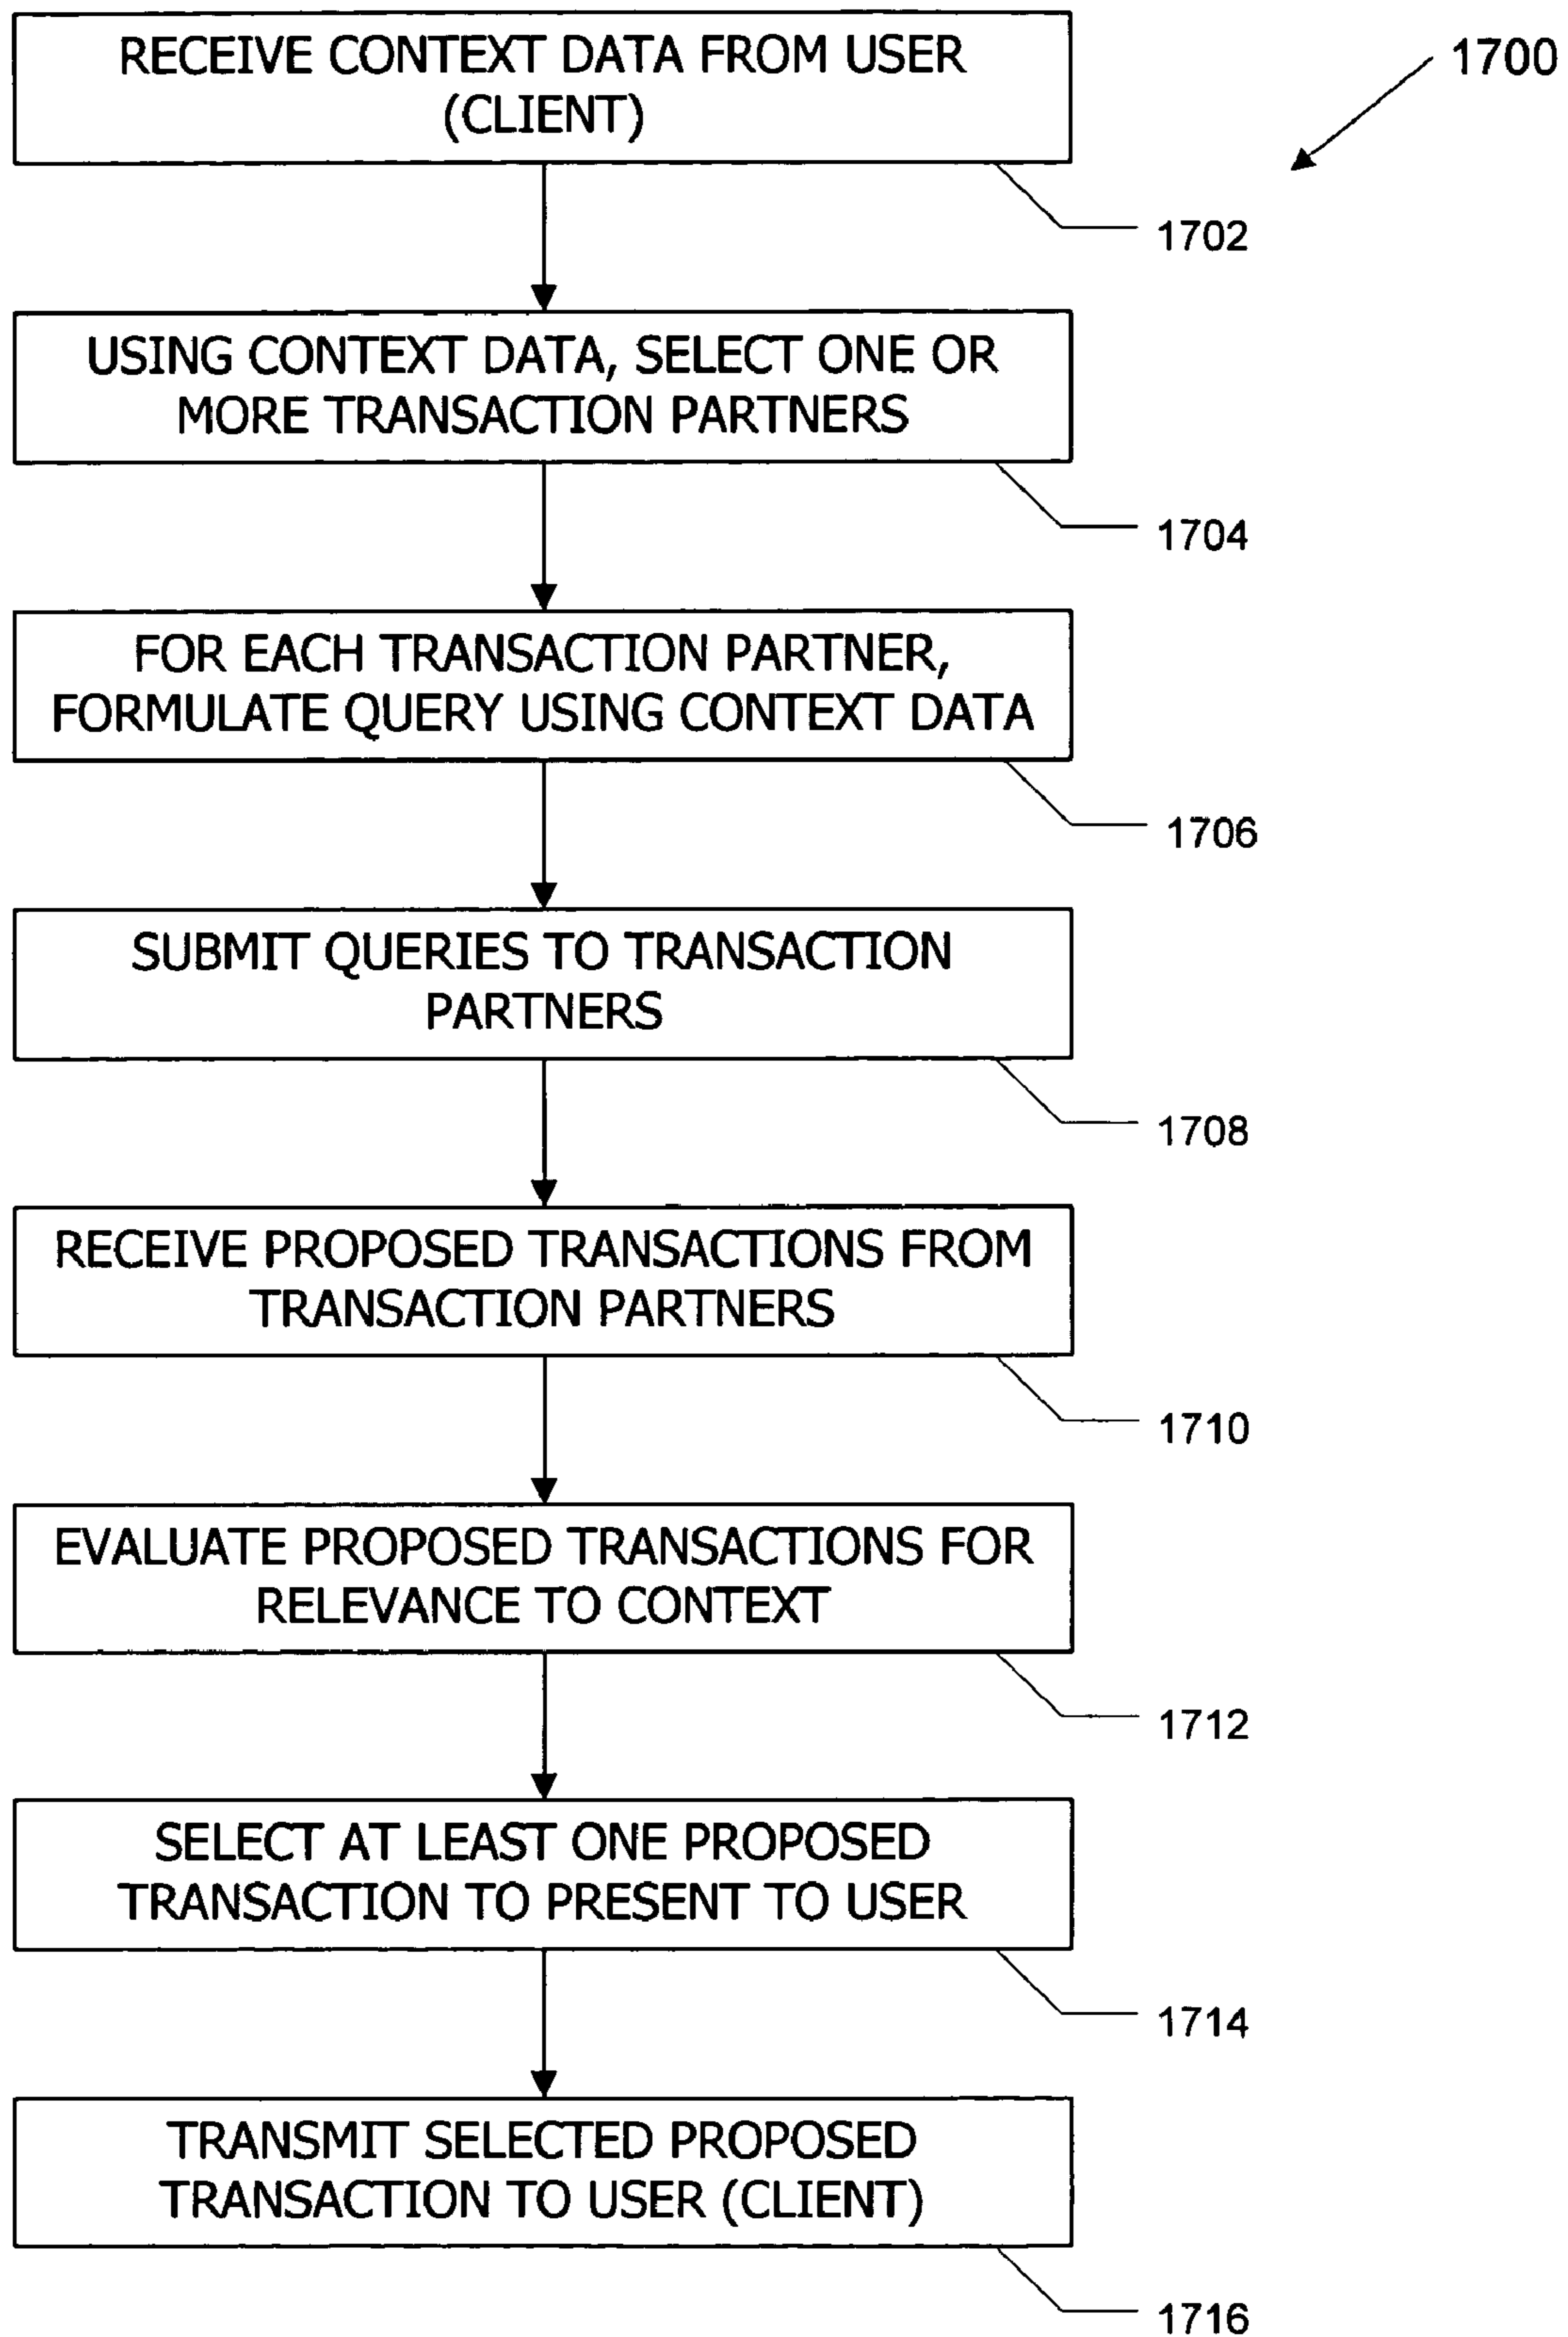 RECEIVE CONTEXT DATA FROM USER
(CLIENT)
1700
1702
USING CONTEXT DATA, SELECT ONE OR
MORE TRANSACTION PARTNERS
1704
FOR EACH TRANSACTION PARTNER,
FORMULATE QUERY USING CONTEXT DATA
1706
SUBMIT QUERIES TO TRANSACTION
PARTNERS
1708
RECEIVE PROPOSED TRANSACTIONS FROM
TRANSACTION PARTNERS
1710
EVALUATE PROPOSED TRANSACTIONS FOR
RELEVANCE TO CONTEXT
1712
SELECT AT LEAST ONE PROPOSED
TRANSACTION TO PRESENT TO USER
1714
TRANSMIT SELECTED PROPOSED
TRANSACTION TO USER (CLIENT)
1716